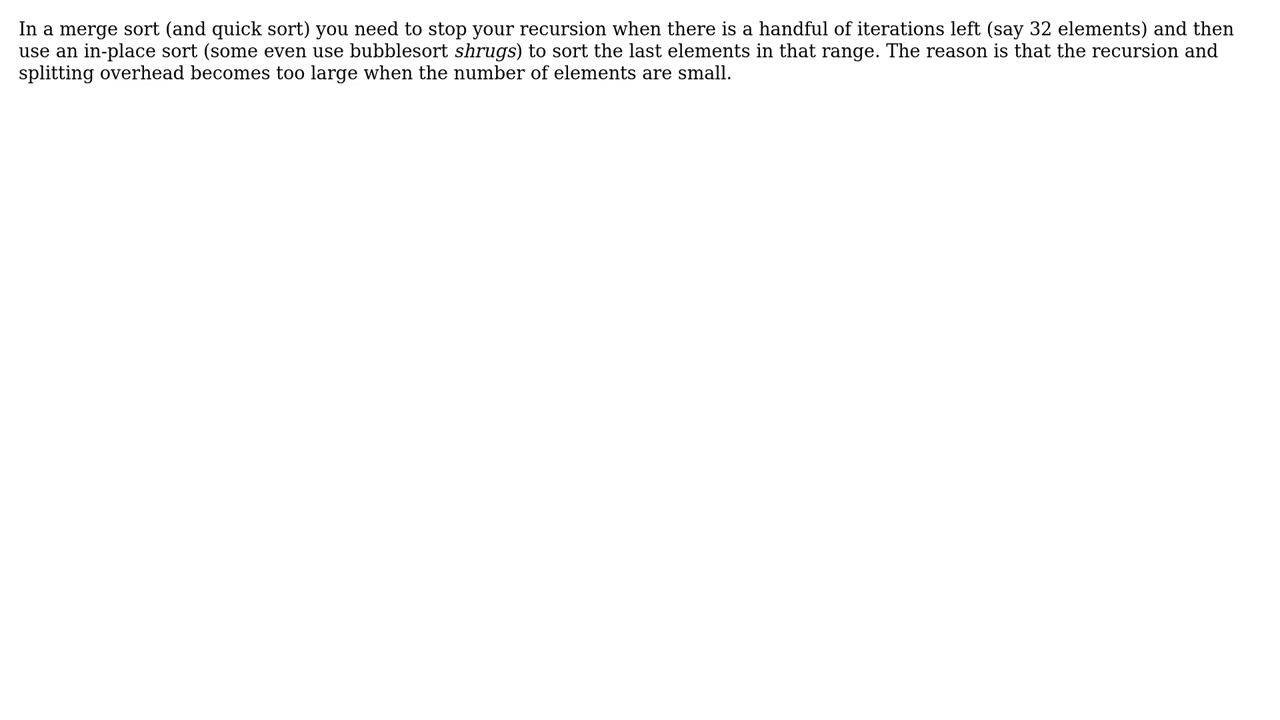 In a merge sort (and quick sort) you need to stop your recursion when there is a handful of iterations left (say 32 elements) and then
use an in-place sort (some even use bubblesort shrugs) to sort the last elements in that range. The reason is that the recursion and
splitting overhead becomes too large when the number of elements are small.